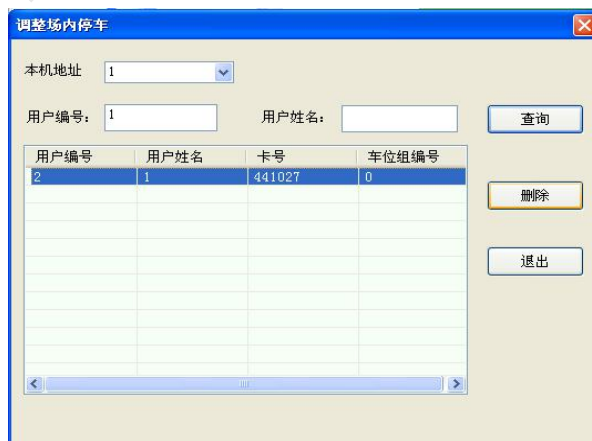 调整场内停车
本机地址 1
用户编号: 1 用户姓名: 查询
用户编号 用户姓名 卡号 车位组编号
2 1 441027 0
删除
退出